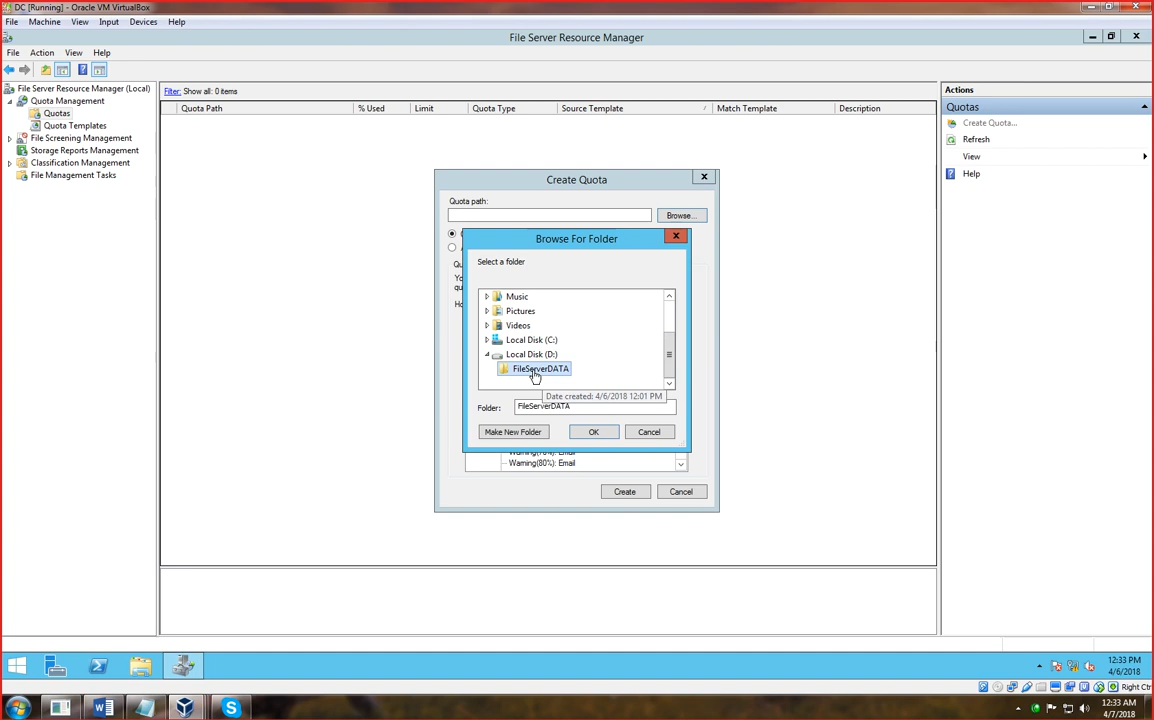 DC [Running] - Oracle VM VirtualBox
File Machine View Input Devices Help
File Server Resource Manager
File Action View Help
File Server Resource Manager (Local)
Quota Management
Quotas
Quota Templates
File Screening Management
Storage Reports Management
Classification Management
File Management Tasks
Filter: Show all: 0 items
Quota Path % Used Limit Quota Type Source Template Match Template Description
Actions
Quotas
Create Quota...
Refresh
View
Help
Create Quota
Quota path:
Browse...
Browse For Folder
Select a folder
Music
Pictures
Videos
Local Disk (C:)
Local Disk (D:)
FileServerDATA
Date created: 4/6/2018 12:01 PM
Folder: FileServerDATA
Make New Folder OK Cancel
Warning(80%): Email
Create Cancel
12:33 PM
4/6/2018
Right Ctr
12:33 AM
4/7/2018